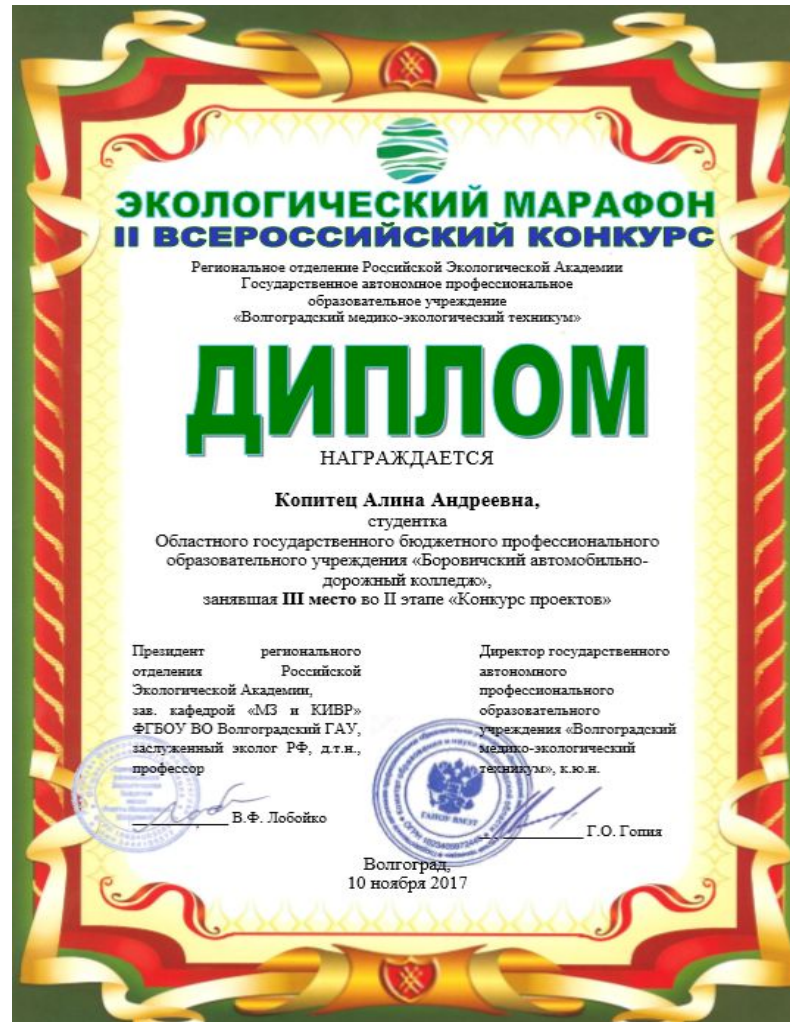 ЭКОЛОГИЧЕСКИЙ МАРАФОН
II ВСЕРОССИЙСКИЙ КОНКУРС
Региональное отделение Российской Экологической Академии
Государственное автономное профессиональное
образовательное учреждение
«Волгоградский медико-экологический техникум»
ДИПЛОМ
НАГРАЖДАЕТСЯ
Копитец Алина Андреевна,
студентка
Областного государственного бюджетного профессионального
образовательного учреждения «Боровичский автомобильно-
дорожный колледж»,
занявшая III место во II этапе «Конкурс проектов»
Президент регионального
отделения Российской
Экологической Академии,
зав. кафедрой «МЗ и КИВР»
ФГБОУ ВО Волгоградский ГАУ,
заслуженный эколог РФ, д.т.н.,
профессор
В.Ф. Лобойко
Директор государственного
автономного
профессионального
образовательного
учреждения «Волгоградский
медико-экологический
техникум», к.ю.н.
Г.О. Гопия
ГАПОУ ВМЭТ
Волгоград,
10 ноября 2017